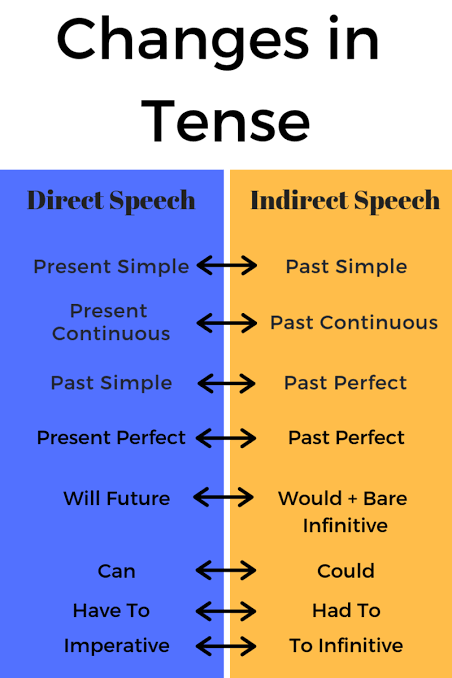 Changes in
Tense
Direct Speech Indirect Speech
Present Simple Past Simple
Present
Continuous Past Continuous
Past Simple Past Perfect
Present Perfect Past Perfect
Will Future Would + Bare
Infinitive
Can Could
Have To Had To
Imperative To Infinitive